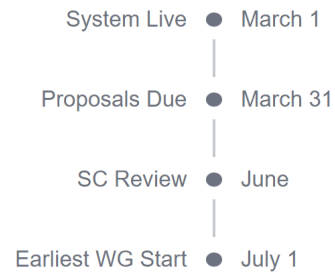 System Live March 1
Proposals Due March 31
SC Review June
Earliest WG Start July 1